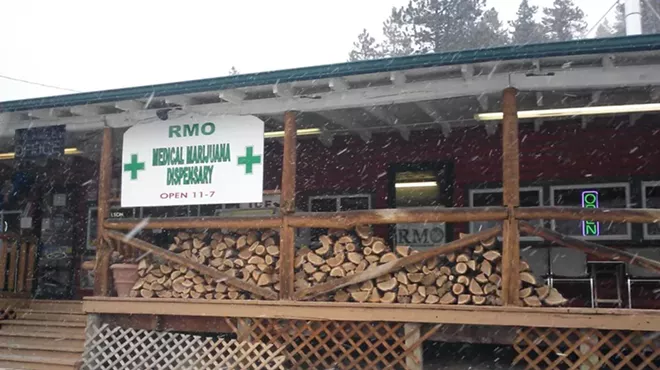 RMO
MEDICAL MARIJUANA
DISPENSARY
OPEN 11-7
RMO
OPEN